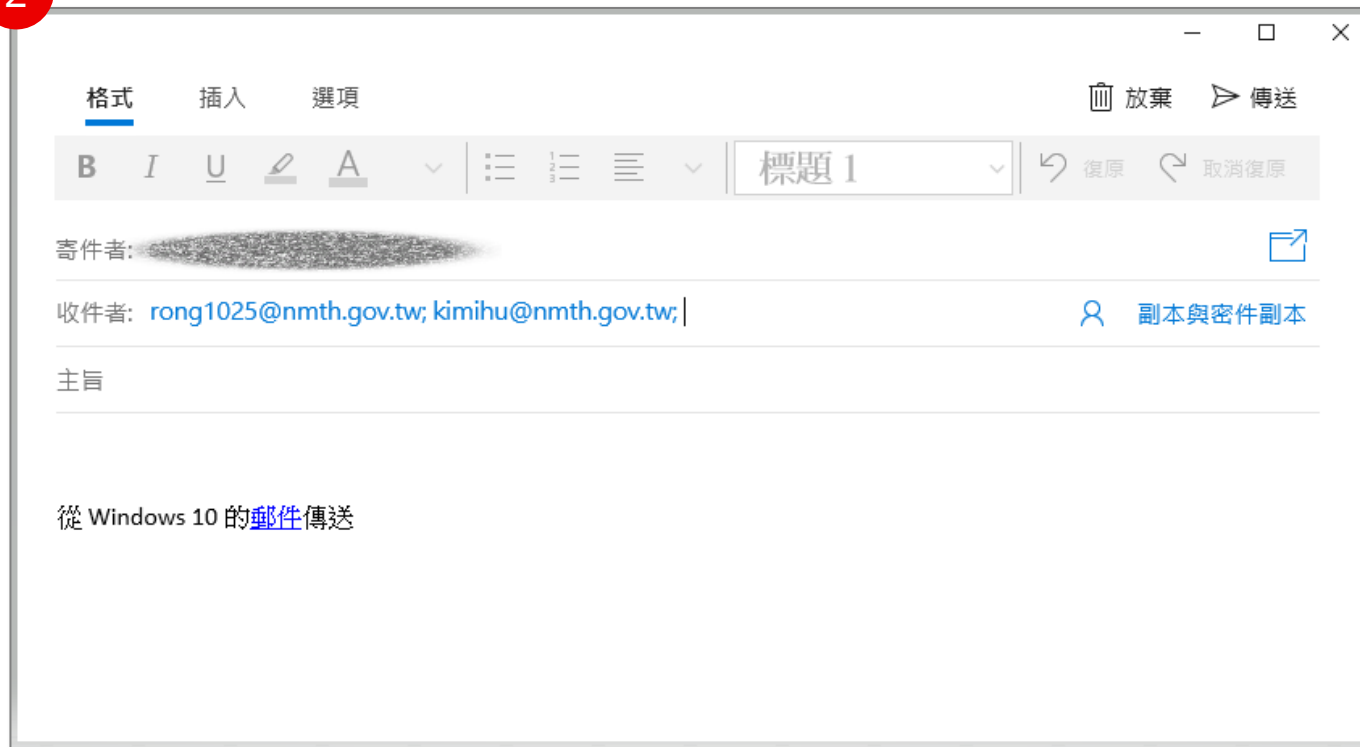 2
格式 插入 選項 放棄 傳送
B I U A 標題 1 復原 取消復原
寄件者:
收件者: rong1025@nmth.gov.tw; kimihu@nmth.gov.tw; 副本與密件副本
主旨
從 Windows 10 的郵件傳送